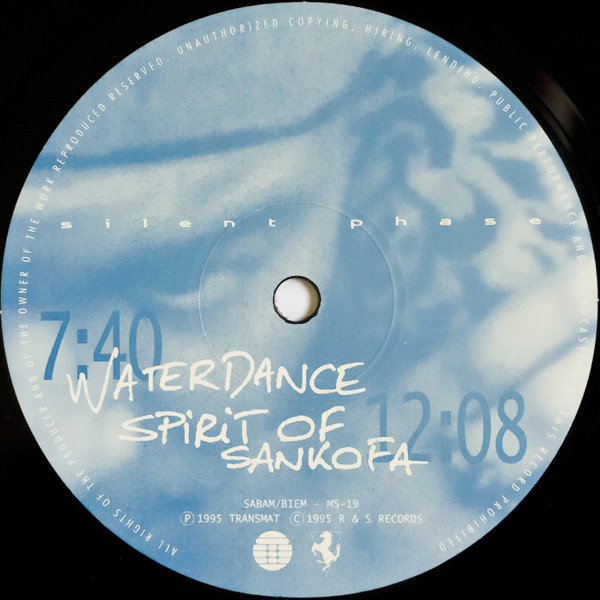 ALL RIGHTS OF THE PRODUCER AND OF THE OWNER OF THE WORK REPRODUCED RESERVED. UNAUTHORIZED COPYING, HIRING, LENDING, PUBLIC PERFORMANCE AND BROADCASTING THIS RECORD PROHIBITED.
silent phase
7:40
WATERDANCE
SPiRiT OF
SANKOFA
12:08
SABAM/BIEM - MS-19
Ⓟ 1995 TRANSMAT Ⓒ 1995 R & S RECORDS